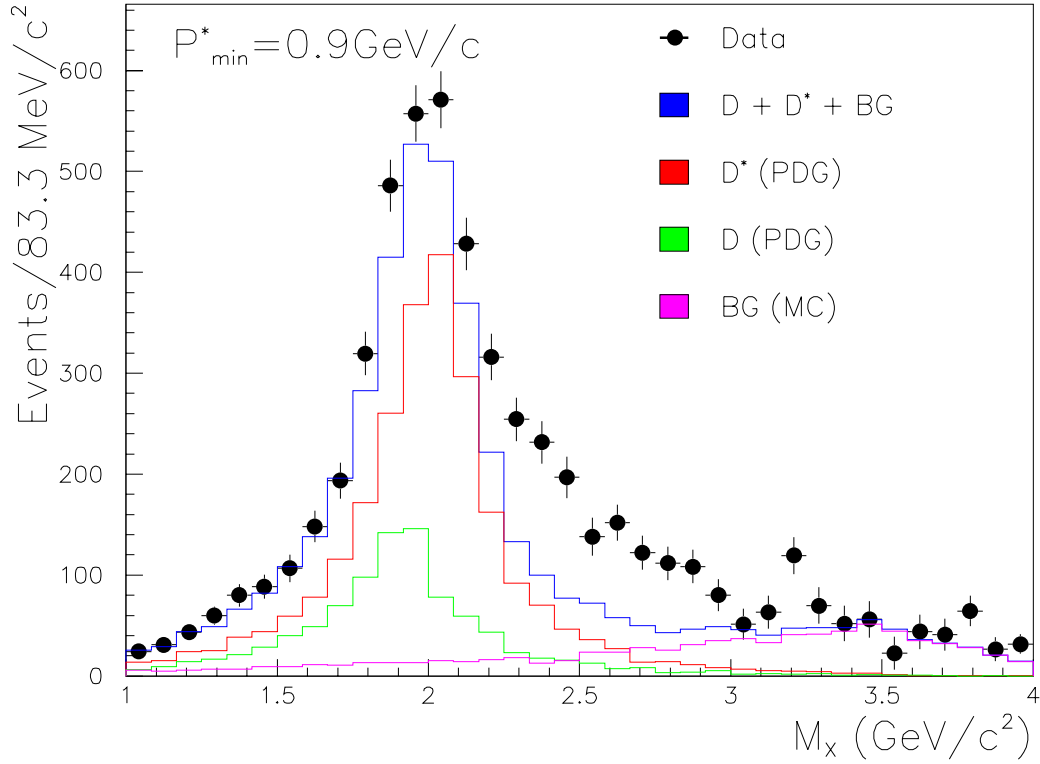 P*min=0.9GeV/c
Data
D + D* + BG
D* (PDG)
D (PDG)
BG (MC)
Events/83.3 MeV/c²
600
500
400
300
200
100
0
1 1.5 2 2.5 3 3.5 4
Mx (GeV/c²)